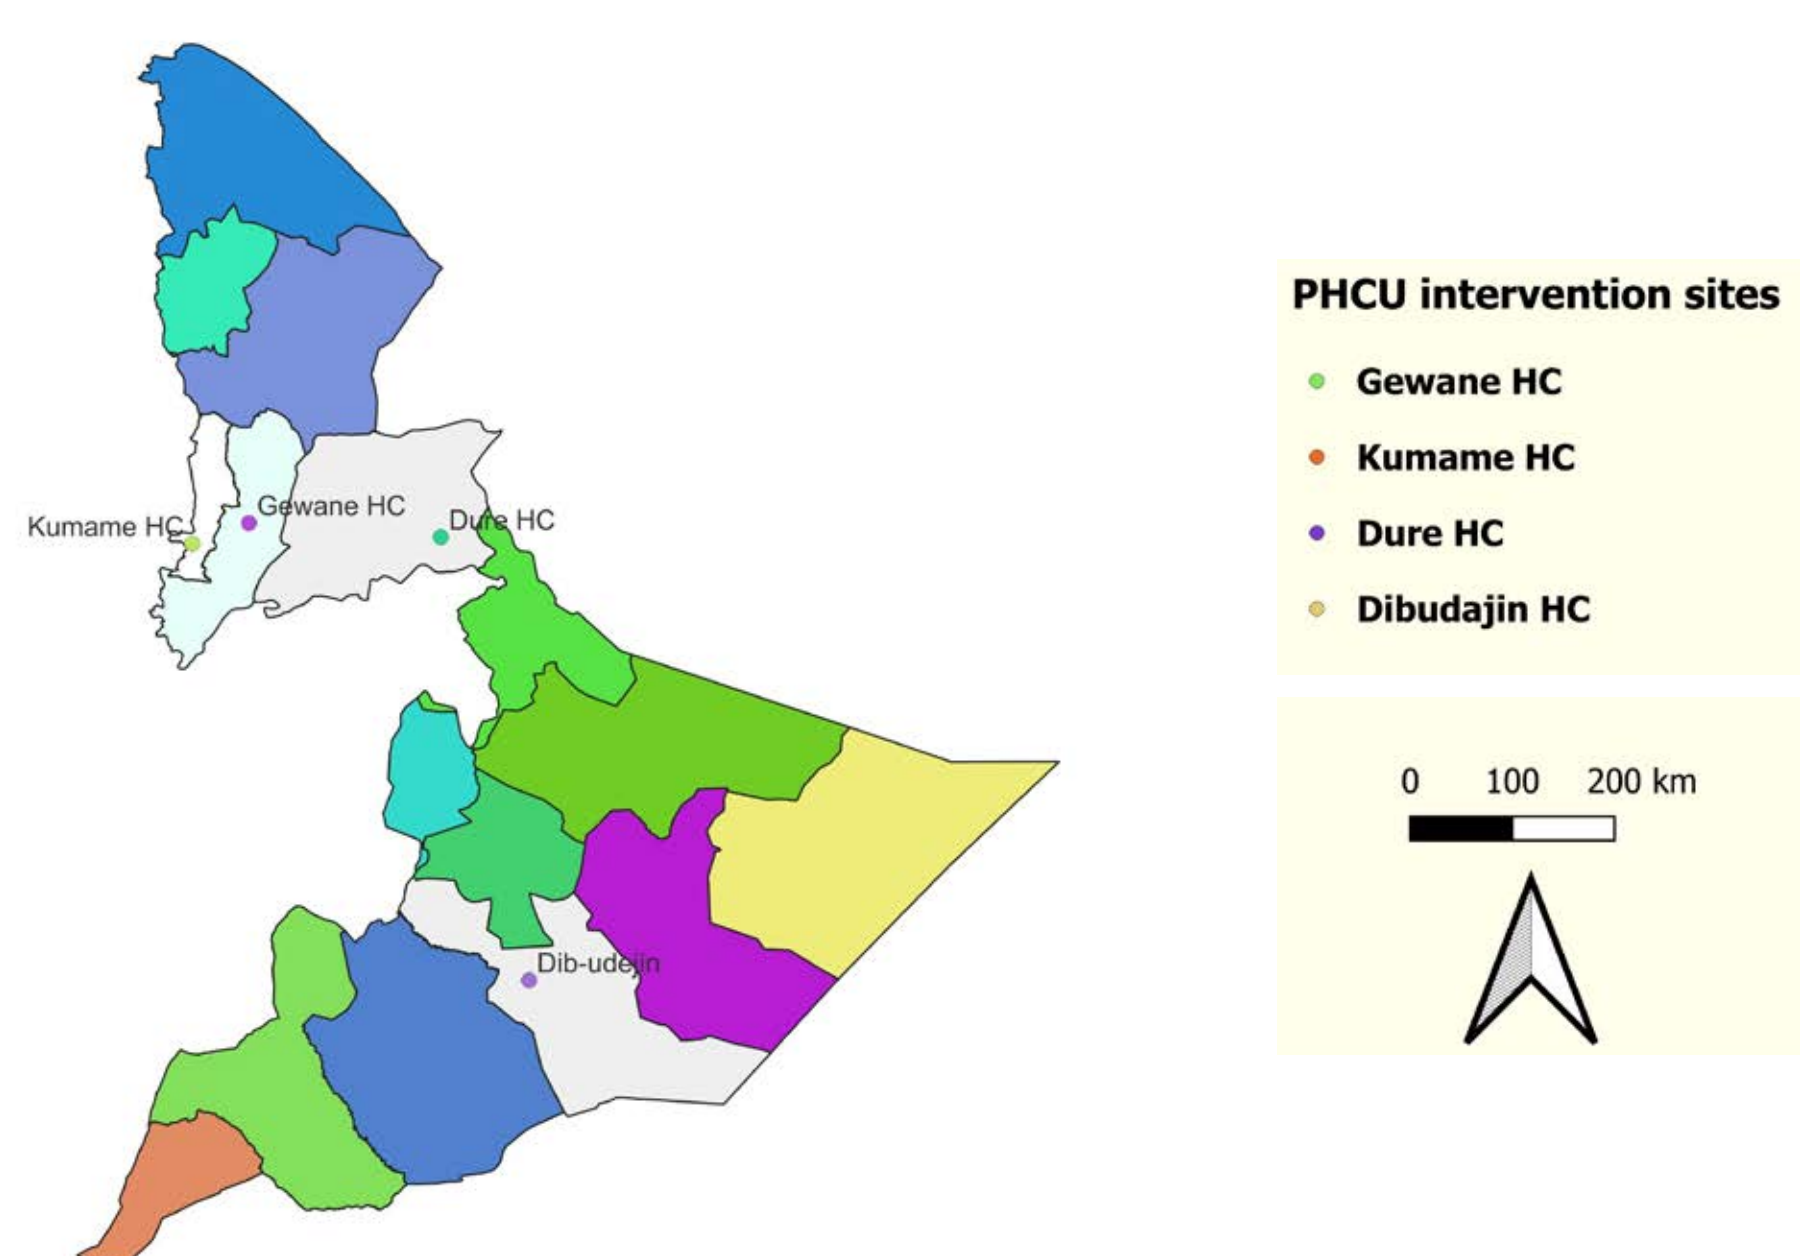 Kumame HC
Gewane HC
Dure HC
Dib-udejin
PHCU intervention sites
Gewane HC
Kumame HC
Dure HC
Dibudajin HC
0 100 200 km